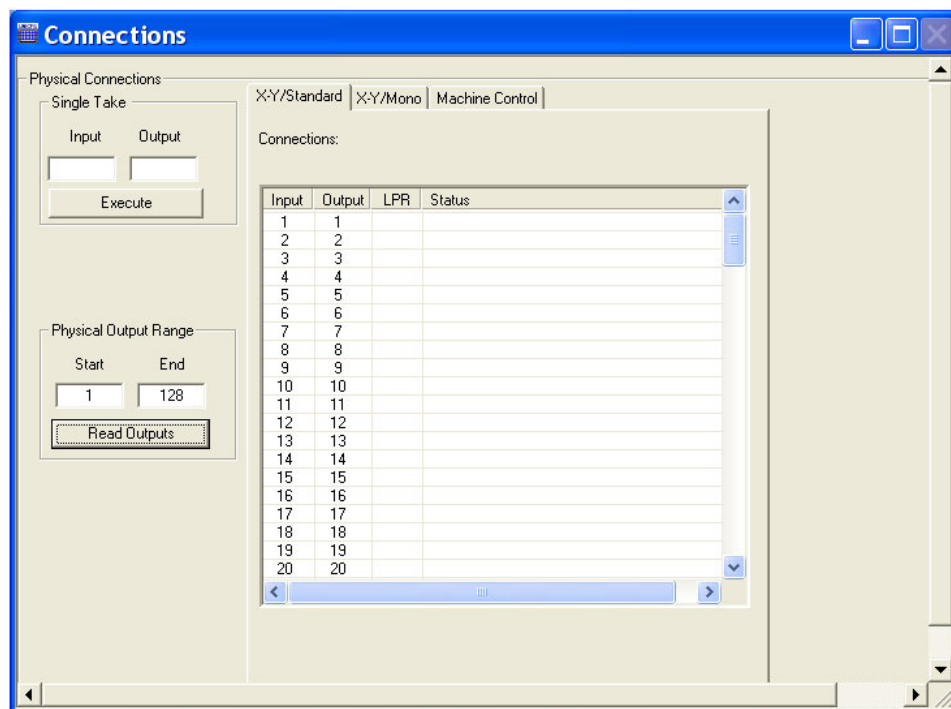 Connections
Physical Connections
Single Take
Input Output
Execute
Physical Output Range
Start End
1 128
Read Outputs
X-Y/Standard X-Y/Mono Machine Control
Connections:
Input Output LPR Status
1 1
2 2
3 3
4 4
5 5
6 6
7 7
8 8
9 9
10 10
11 11
12 12
13 13
14 14
15 15
16 16
17 17
18 18
19 19
20 20